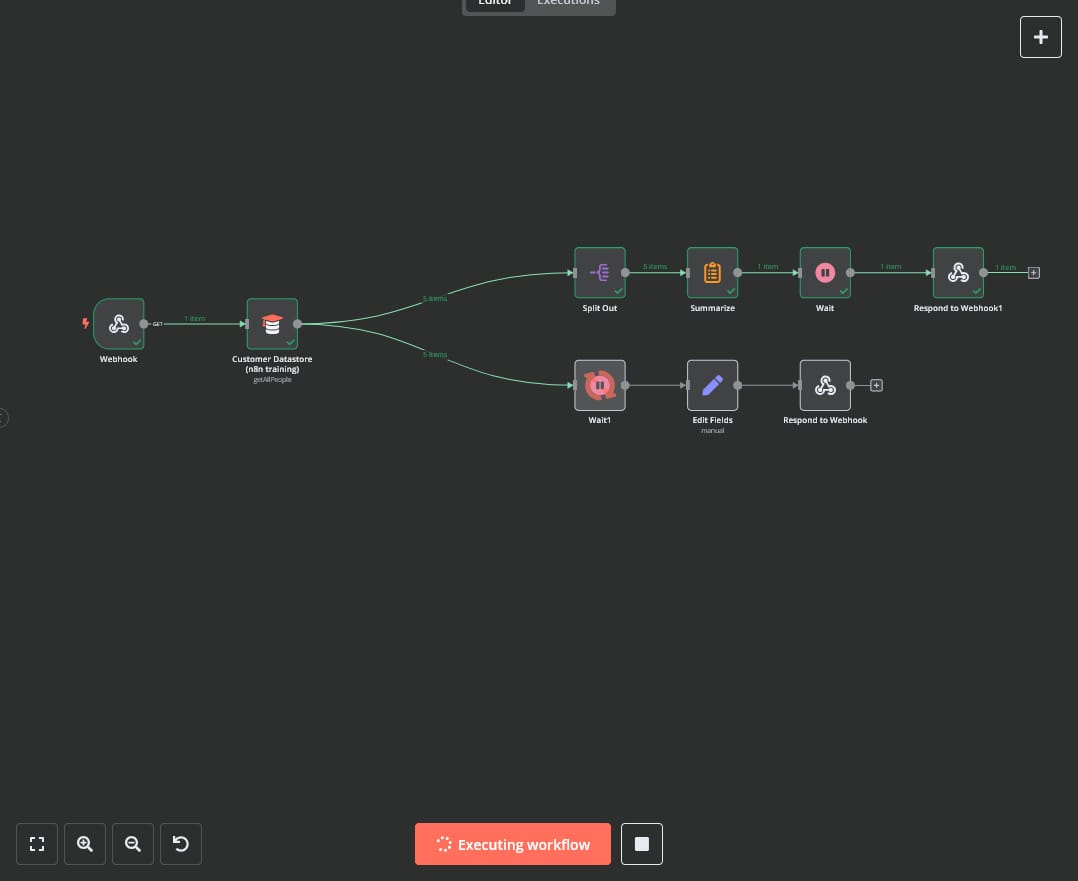 Editor Executions
5 items
1 item
1 item
1 item
Split Out
Summarize
Wait
Respond to Webhook1
5 items
GET
1 item
Webhook
Customer Datastore
(n8n training)
getAllPeople
5 items
Wait1
Edit Fields
manual
Respond to Webhook
Executing workflow